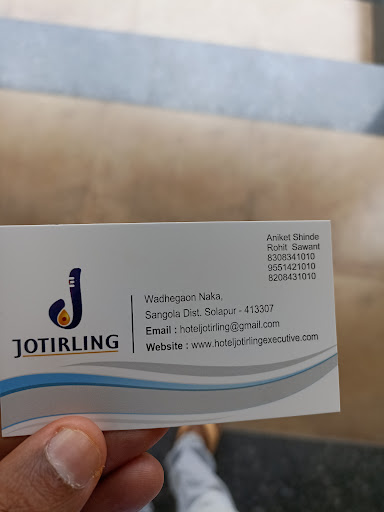 Aniket Shinde
Rohit Sawant
8308341010
9551421010
8208431010
JOTIRLING
Wadhegaon Naka,
Sangola Dist. Solapur - 413307
Email : hoteljotirling@gmail.com
Website : www.hoteljotirlingexecutive.com